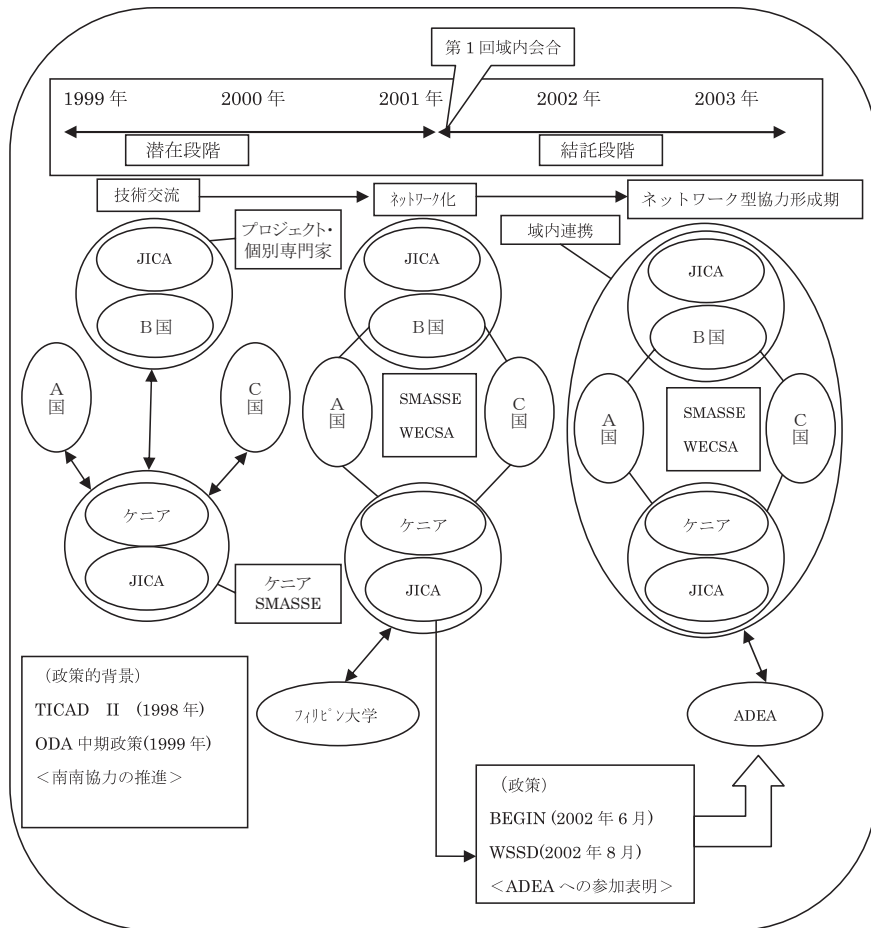 第１回域内会合
1999 年 2000 年 2001 年 2002 年 2003 年
潜在段階 結託段階
技術交流 ネットワーク化 ネットワーク型協力形成期
プロジェクト・
個別専門家
域内連携
JICA
B国
A
国
C
国
ケニア
JICA
ケニア
SMASSE
JICA
B国
A
国
SMASSE
WECSA
C
国
ケニア
JICA
JICA
B国
A
国
SMASSE
WECSA
C
国
ケニア
JICA
（政策的背景）
TICAD　II　(1998 年)
ODA 中期政策(1999 年)
＜南南協力の推進＞
フィリピン大学
ADEA
（政策）
BEGIN (2002 年 6 月)
WSSD(2002 年 8 月)
＜ADEA への参加表明＞